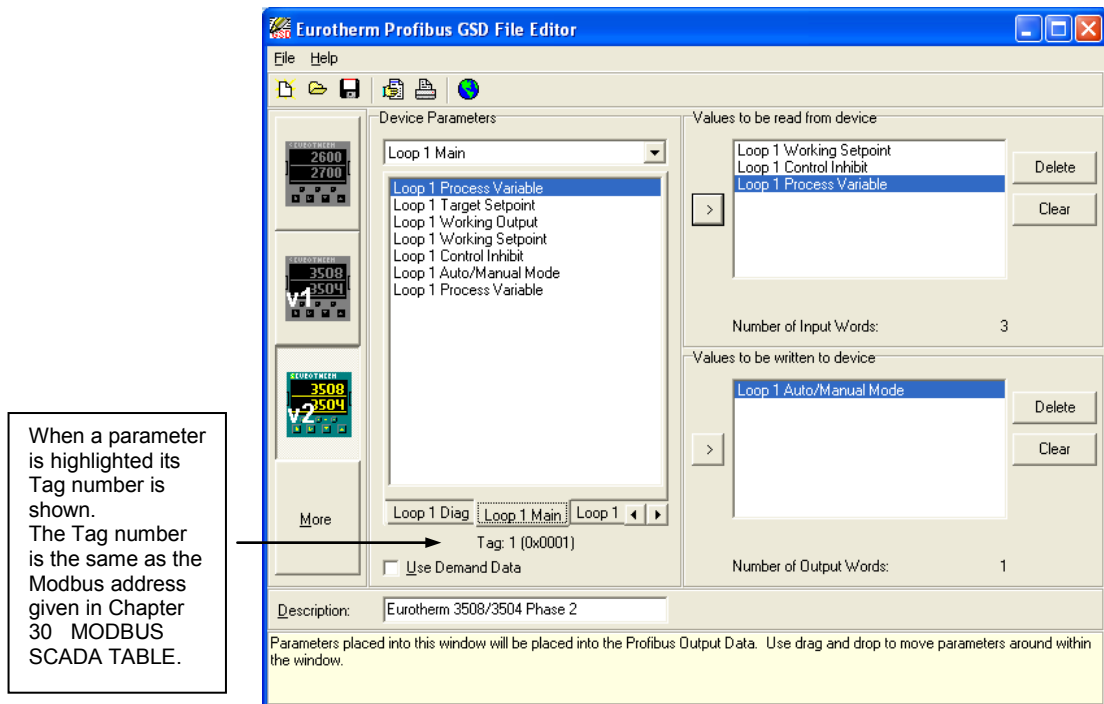 Eurotherm Profibus GSD File Editor
File Help
Device Parameters
Loop 1 Main
Loop 1 Process Variable
Loop 1 Target Setpoint
Loop 1 Working Output
Loop 1 Working Setpoint
Loop 1 Control Inhibit
Loop 1 Auto/Manual Mode
Loop 1 Process Variable
Loop 1 Diag Loop 1 Main Loop 1
Tag: 1 (0x0001)
Use Demand Data
EUROTHERM
2600
2700
EUROTHERM
3508
3504
v1
EUROTHERM
3508
3504
v2
More
Values to be read from device
Loop 1 Working Setpoint
Loop 1 Control Inhibit
Loop 1 Process Variable
>
Delete
Clear
Number of Input Words: 3
Values to be written to device
Loop 1 Auto/Manual Mode
>
Delete
Clear
Number of Output Words: 1
Description: Eurotherm 3508/3504 Phase 2
Parameters placed into this window will be placed into the Profibus Output Data. Use drag and drop to move parameters around within
the window.
When a parameter
is highlighted its
Tag number is
shown.
The Tag number
is the same as the
Modbus address
given in Chapter
30 MODBUS
SCADA TABLE.